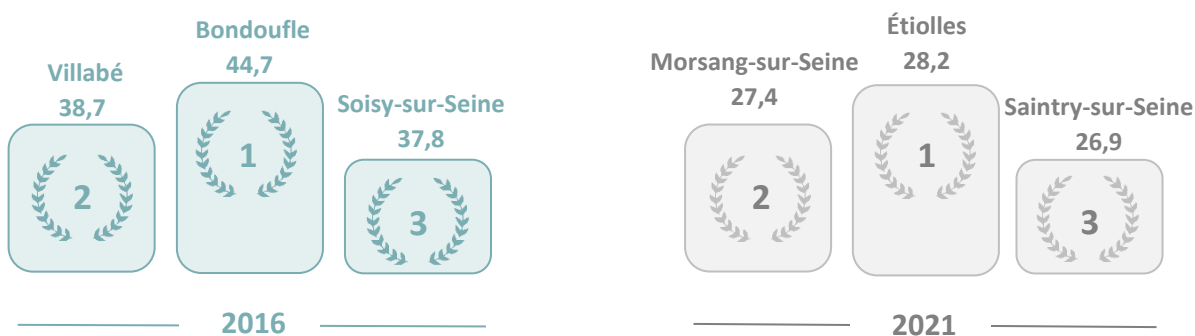 Villabé
38,7
2
Bondoufle
44,7
1
Soisy-sur-Seine
37,8
3
2016
Morsang-sur-Seine
27,4
2
Étiolles
28,2
1
Saintry-sur-Seine
26,9
3
2021